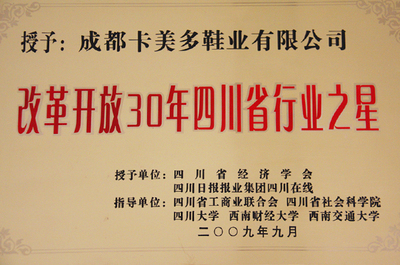 授予：成都卡美多鞋业有限公司
改革开放30年四川省行业之星
授予单位：四川省经济学会
四川日报报业集团四川在线
指导单位：四川省工商业联合会 四川省社会科学院
四川大学 西南财经大学 西南交通大学
二〇〇九年九月